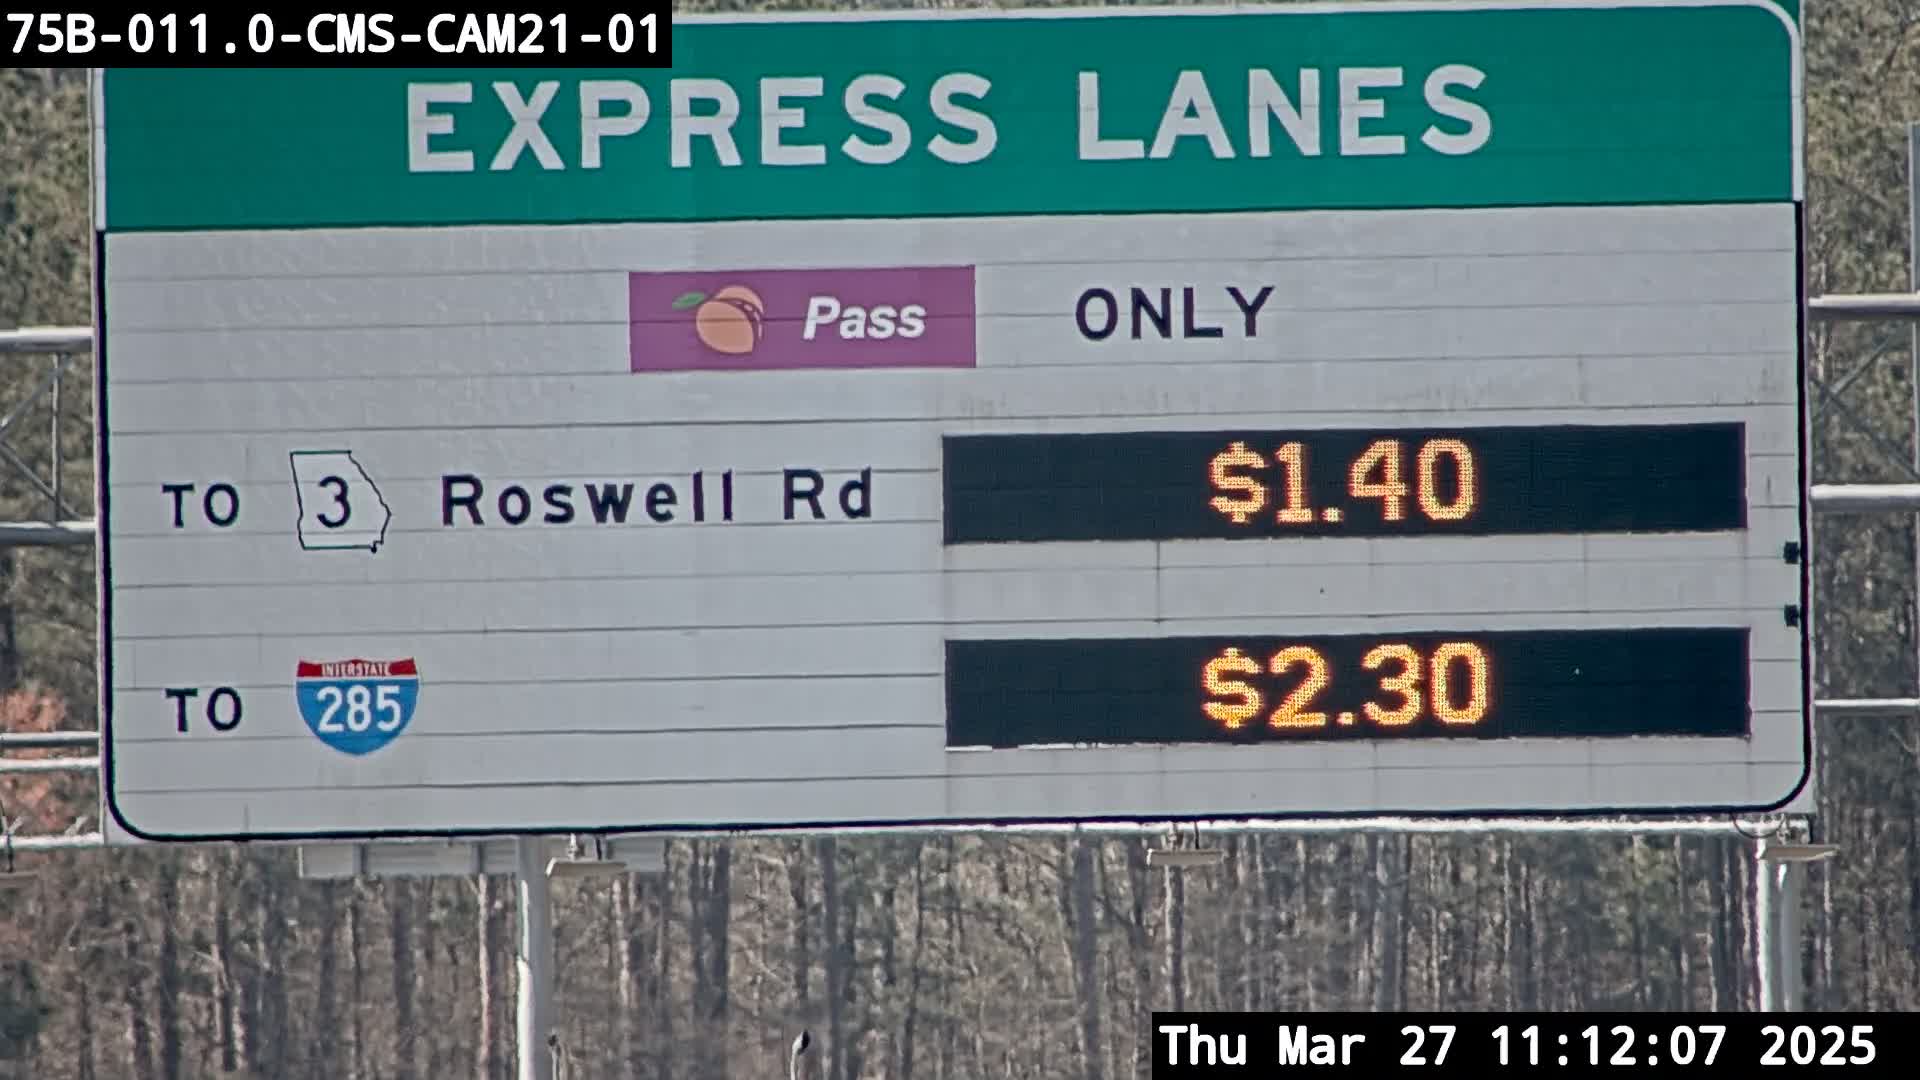 75B-011.0-CMS-CAM21-01
EXPRESS LANES
Pass ONLY
TO 3 Roswell Rd $1.40
INTERSTATE
TO 285 $2.30
Thu Mar 27 11:12:07 2025